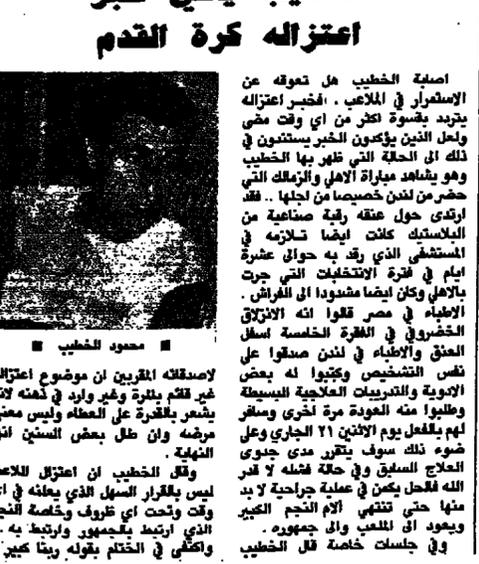 اعتزاله كرة القدم
اصابة الخطيب هل تعوقه عن
الاستمرار في الملاعب . فخبر اعتزاله
يتردد بقسوة اكثر من اي وقت مضى
ولعل الذين يؤكدون الخبر يستندون في
ذلك الى الحالة التي ظهر بها الخطيب
وهو يشاهد مباراة الاهلي والزمالك التي
حضر من لندن خصيصا من اجلها .. فقد
ارتدى حول عنقه رقبة صناعية من
البلاستيك كانت ايضا تلازمه في
المستشفى الذي رقد به حوالى عشرة
ايام في فترة الانتخابات التي جرت
بالاهلي وكان ايضا مشدودا الى الفراش .
الاطباء في مصر قالوا انه الانزلاق
الخضروفي في الفقرة الخامسة اسفل
العنق والاطباء في لندن صدقوا على
نفس التشخيص وكتبوا له بعض
الادوية والتدريبات العلاجية البسيطة
وطلبوا منه العودة مرة اخرى وسافر
لهم بالفعل يوم الاثنين ٢١ الجاري وعلى
ضوء ذلك سوف يتقرر مدى جدوى
العلاج السابق وفي حالة فشله لا قدر
الله فالحل يكمن في عملية جراحية لا بد
منها حتى تنتهي آلام النجم الكبير
ويعود الى الملعب والى جمهوره .
وفي جلسات خاصة قال الخطيب
محمود الخطيب
لاصدقائه المقربين ان موضوع اعتزاله
غير قائم بتاتا وغير وارد في ذهنه
يشعر بالقدرة على العطاء وليس
مرضه وان طال بعض السنين
النهاية .
وقال الخطيب ان اعتزال
ليس بالقرار السهل الذي يعلنه في
وقت وتحت اي ظروف وخاصة
الذي ارتبط بالجمهور وارتبط به
واكتفى في الختام بقوله ربنا كبير